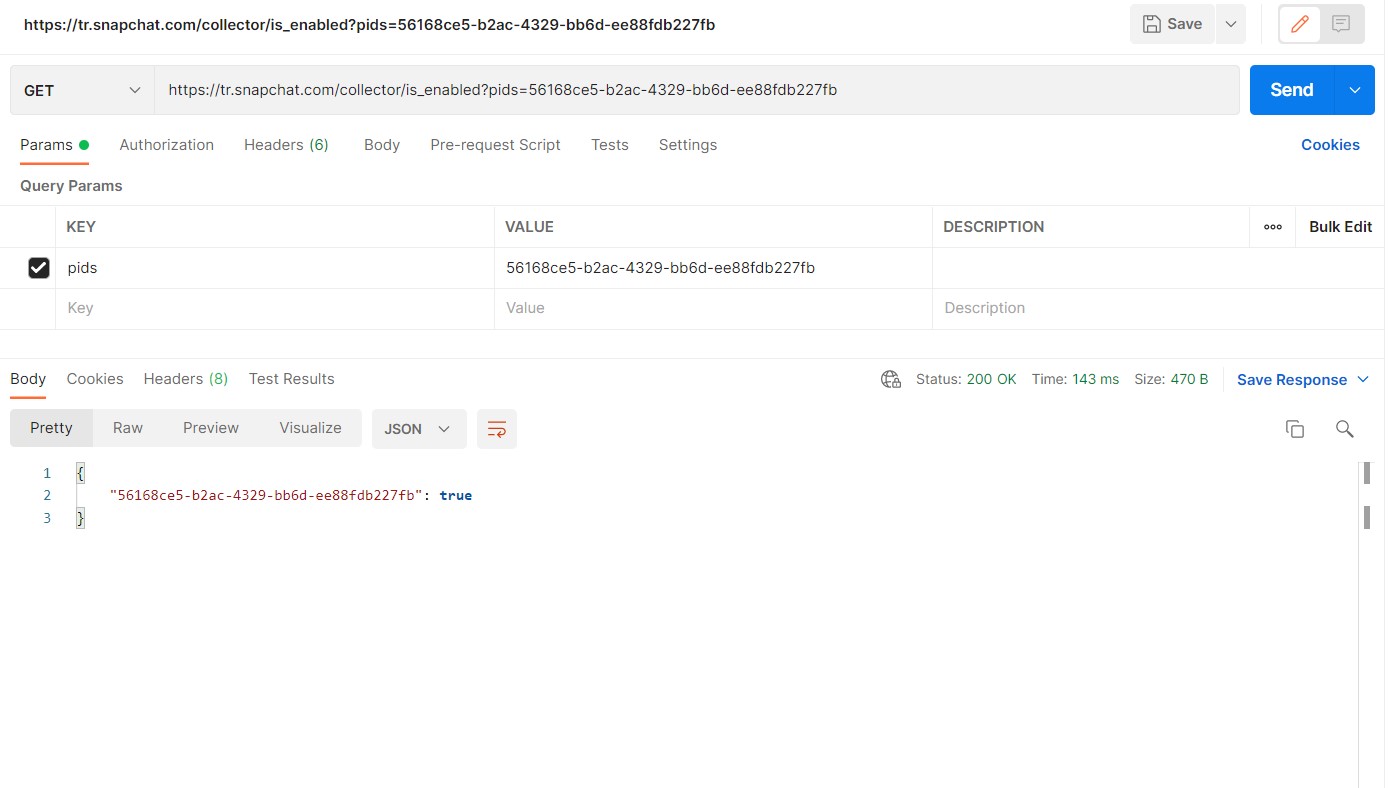 https://tr.snapchat.com/collector/is_enabled?pids=56168ce5-b2ac-4329-bb6d-ee88fdb227fb Save
GET https://tr.snapchat.com/collector/is_enabled?pids=56168ce5-b2ac-4329-bb6d-ee88fdb227fb Send
Params Authorization Headers (6) Body Pre-request Script Tests Settings Cookies
Query Params
KEY VALUE DESCRIPTION ooo Bulk Edit
pids 56168ce5-b2ac-4329-bb6d-ee88fdb227fb
Key Value Description
Body Cookies Headers (8) Test Results Status: 200 OK Time: 143 ms Size: 470 B Save Response
Pretty Raw Preview Visualize JSON
1 {
2 "56168ce5-b2ac-4329-bb6d-ee88fdb227fb": true
3 }